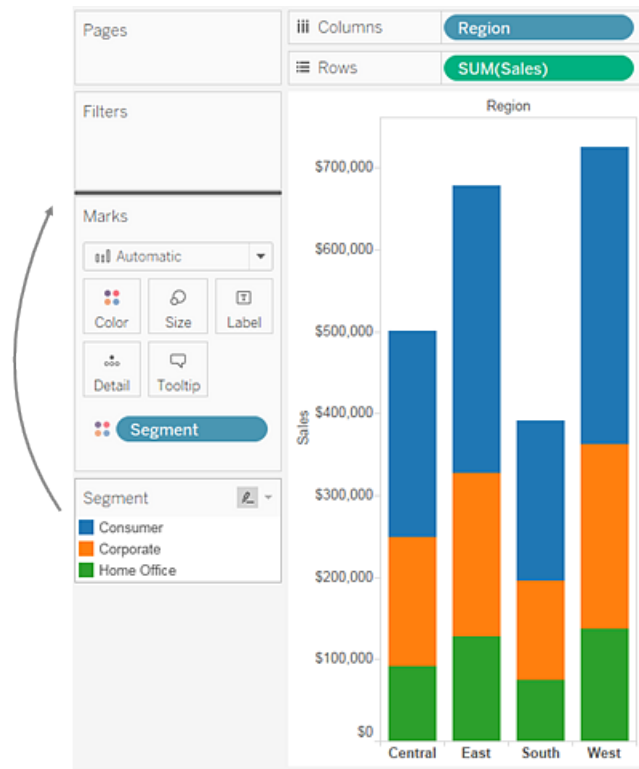 Pages
Columns
Region
Rows
SUM(Sales)
Filters
Marks
Automatic
Color
Size
T
Label
Detail
Tooltip
Segment
Segment
Consumer
Corporate
Home Office
Region
$700,000
$600,000
$500,000
$400,000
$300,000
$200,000
$100,000
$0
Sales
Central East South West